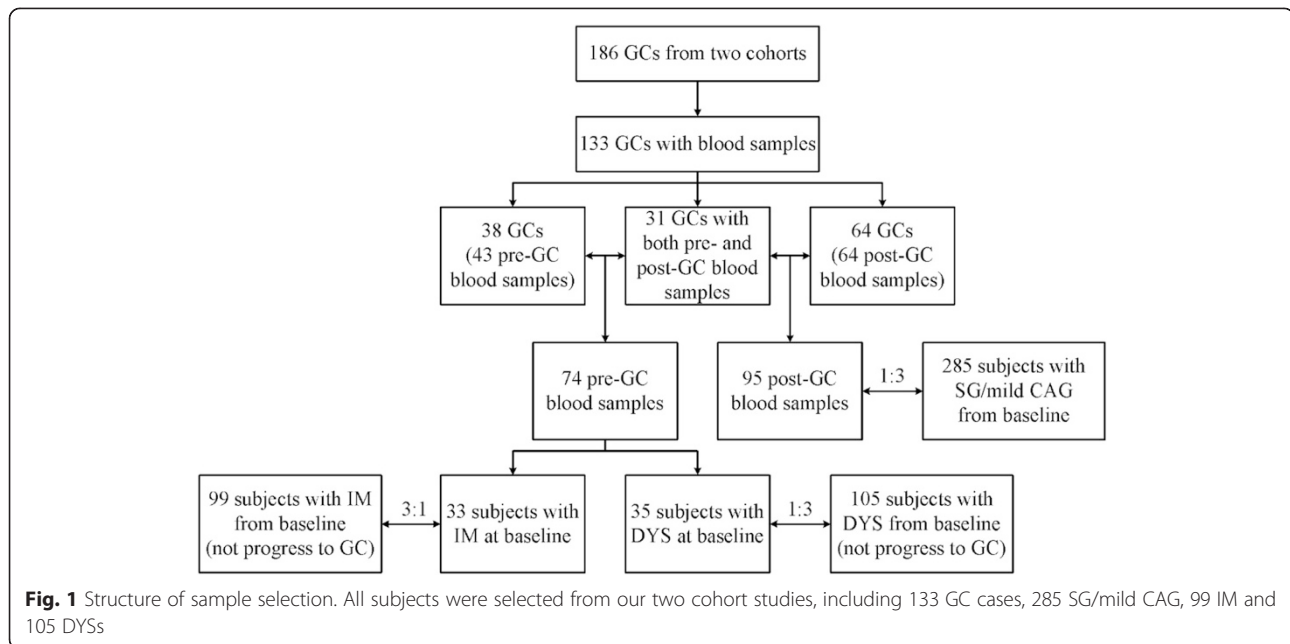 186 GCs from two cohorts
133 GCs with blood samples
38 GCs
(43 pre-GC
blood samples)
31 GCs with
both pre- and
post-GC blood
samples
64 GCs
(64 post-GC
blood samples)
74 pre-GC
blood samples
95 post-GC
blood samples
1:3
285 subjects with
SG/mild CAG
from baseline
99 subjects with IM
from baseline
(not progress to GC)
3:1
33 subjects with
IM at baseline
35 subjects with
DYS at baseline
1:3
105 subjects with
DYS from baseline
(not progress to GC)
Fig. 1 Structure of sample selection. All subjects were selected from our two cohort studies, including 133 GC cases, 285 SG/mild CAG, 99 IM and
105 DYSs